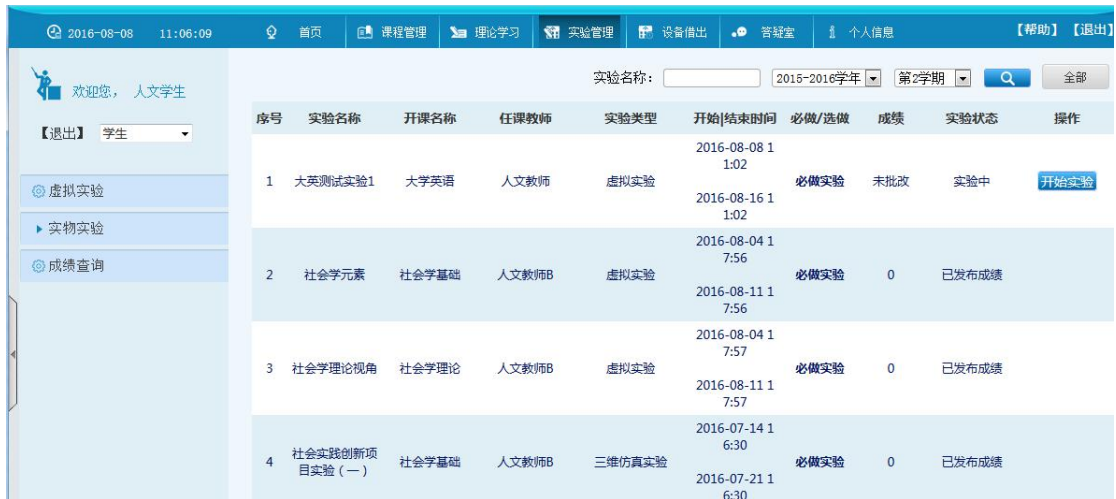 2016-08-08 11:06:09 首页 课程管理 理论学习 实验管理 设备借出 答疑室 个人信息 【帮助】 【退出】
欢迎您， 人文学生
【退出】 学生
虚拟实验
实物实验
成绩查询
实验名称： 2015-2016学年 第2学期 全部
序号 实验名称 开课名称 任课教师 实验类型 开始|结束时间 必做/选做 成绩 实验状态 操作
2016-08-08 1
1:02
1 大英测试实验1 大学英语 人文教师 虚拟实验 必做实验 未批改 实验中 开始实验
2016-08-16 1
1:02
2016-08-04 1
7:56
2 社会学元素 社会学基础 人文教师B 虚拟实验 必做实验 0 已发布成绩
2016-08-11 1
7:56
2016-08-04 1
7:57
3 社会学理论视角 社会学理论 人文教师B 虚拟实验 必做实验 0 已发布成绩
2016-08-11 1
7:57
2016-07-14 1
6:30
4 社会实践创新项
目实验（一） 社会学基础 人文教师B 三维仿真实验 必做实验 0 已发布成绩
2016-07-21 1
6:30